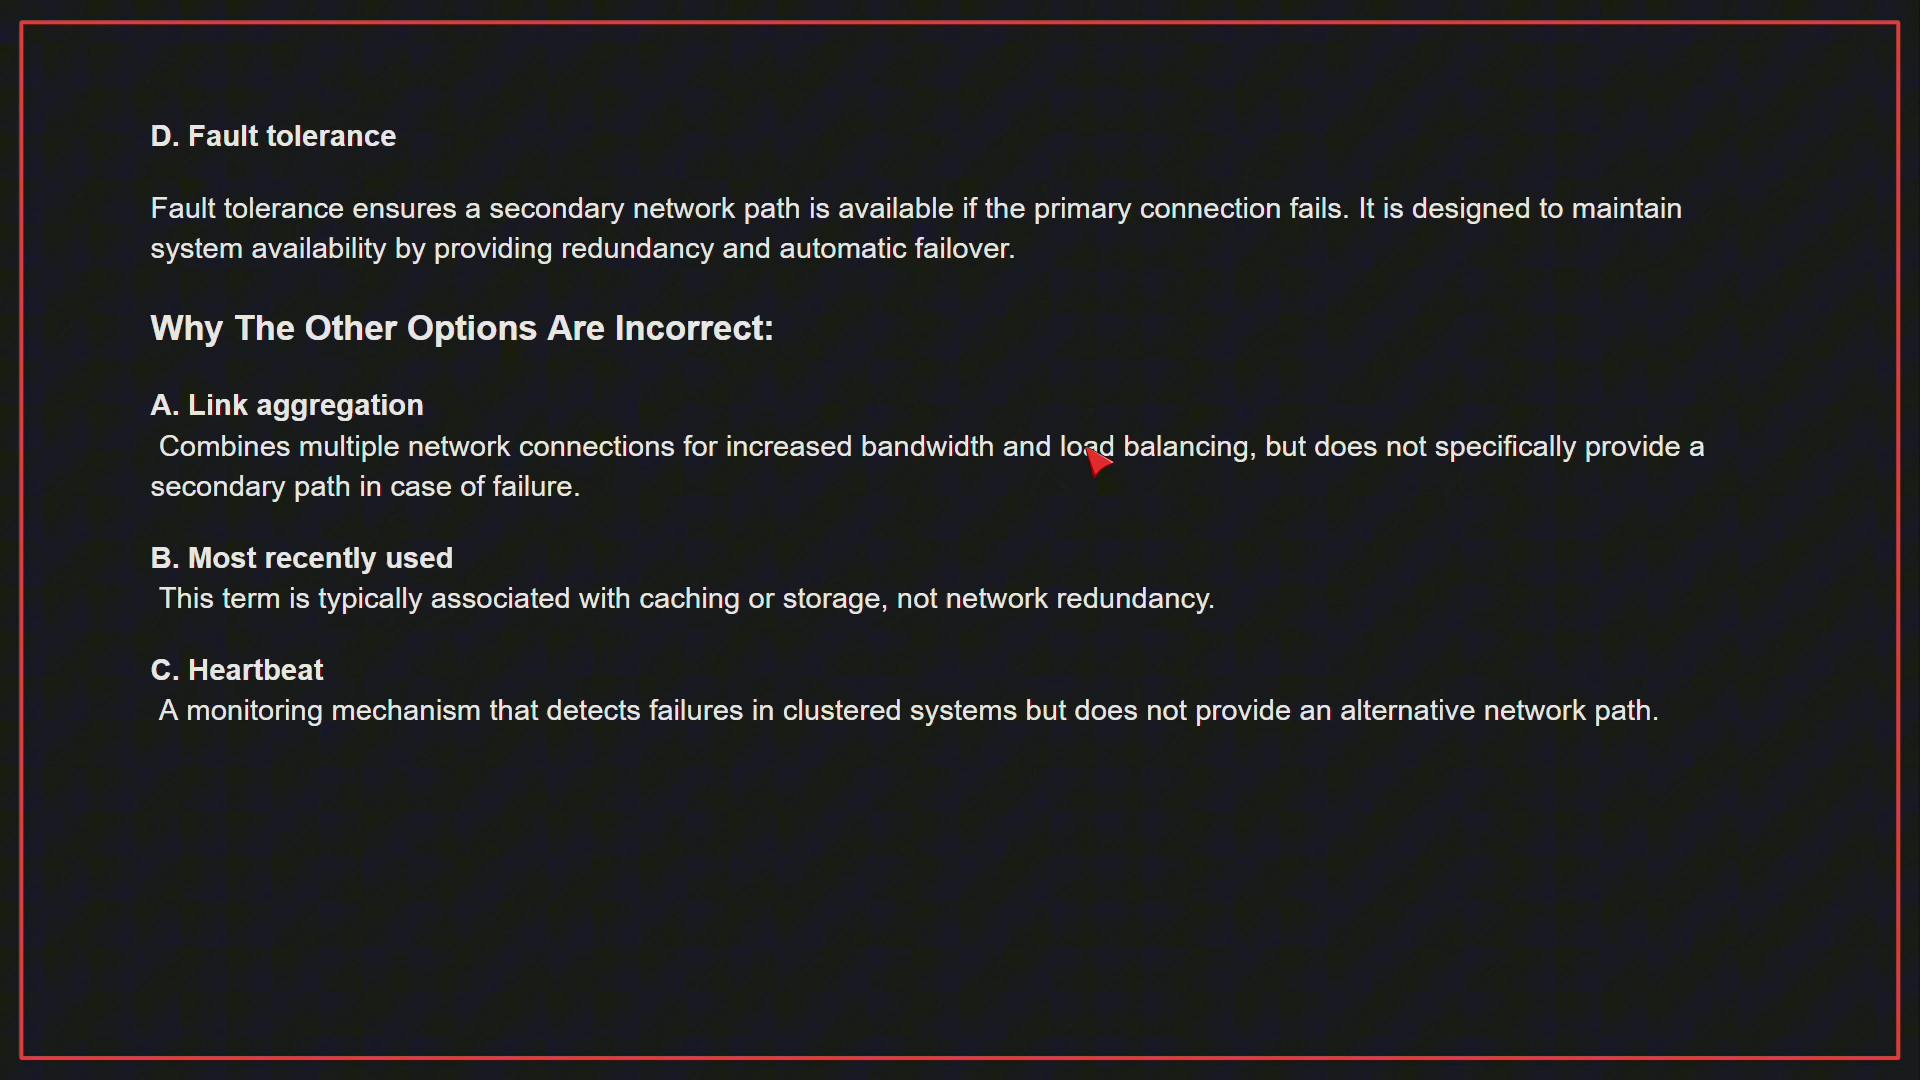 D. Fault tolerance
Fault tolerance ensures a secondary network path is available if the primary connection fails. It is designed to maintain
system availability by providing redundancy and automatic failover.
Why The Other Options Are Incorrect:
A. Link aggregation
Combines multiple network connections for increased bandwidth and load balancing, but does not specifically provide a
secondary path in case of failure.
B. Most recently used
This term is typically associated with caching or storage, not network redundancy.
C. Heartbeat
A monitoring mechanism that detects failures in clustered systems but does not provide an alternative network path.